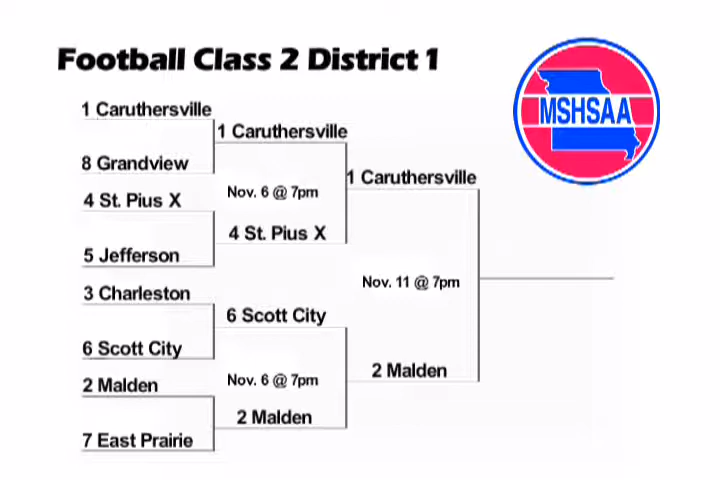 Football Class 2 District 1
MSHSAA
1 Caruthersville
8 Grandview
4 St. Pius X
5 Jefferson
3 Charleston
6 Scott City
2 Malden
7 East Prairie
1 Caruthersville
Nov. 6 @ 7pm
4 St. Pius X
6 Scott City
Nov. 6 @ 7pm
2 Malden
1 Caruthersville
Nov. 11 @ 7pm
2 Malden